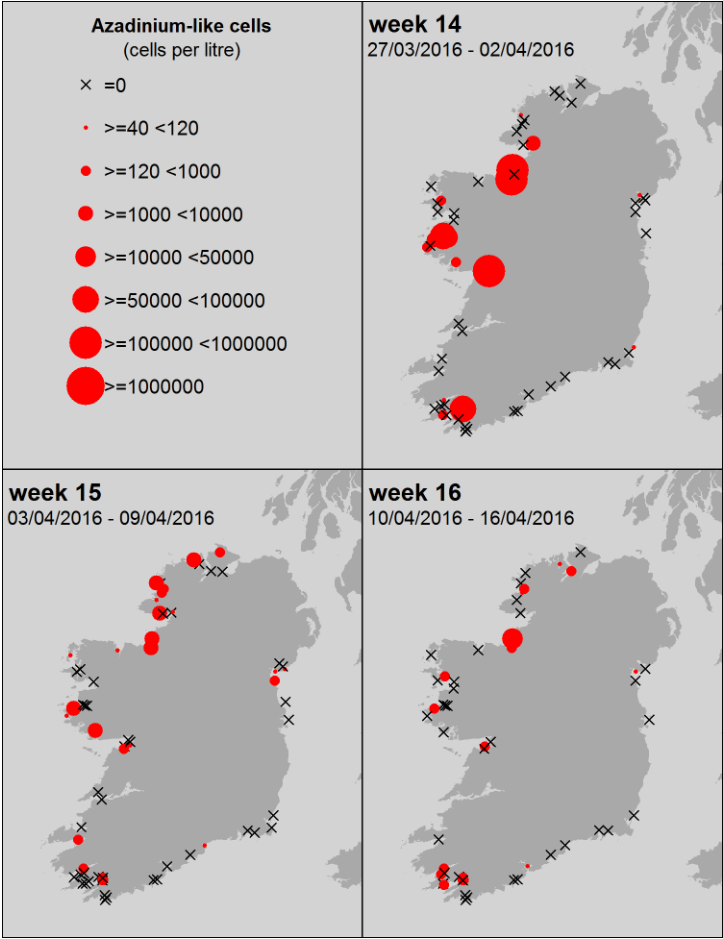 Azadinium-like cells
(cells per litre)
=0
>=40 <120
>=120 <1000
>=1000 <10000
>=10000 <50000
>=50000 <100000
>=100000 <1000000
>=1000000
week 14
27/03/2016 - 02/04/2016
week 15
03/04/2016 - 09/04/2016
week 16
10/04/2016 - 16/04/2016